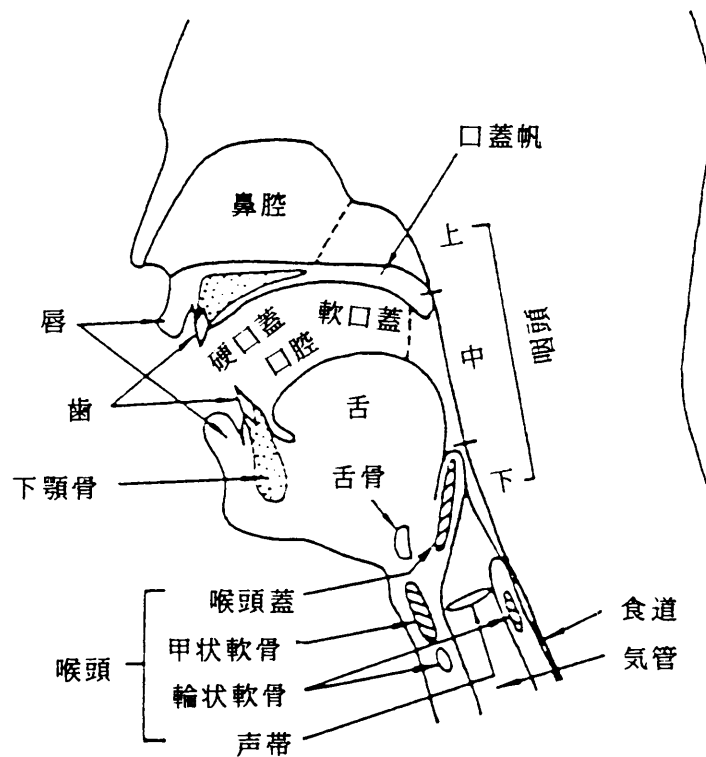 口蓋帆
鼻腔
上
唇
硬口蓋
軟口蓋
口腔
中
咽頭
歯
舌
下顎骨
舌骨
下
喉頭蓋
食道
甲状軟骨
気管
喉頭
輪状軟骨
声帯